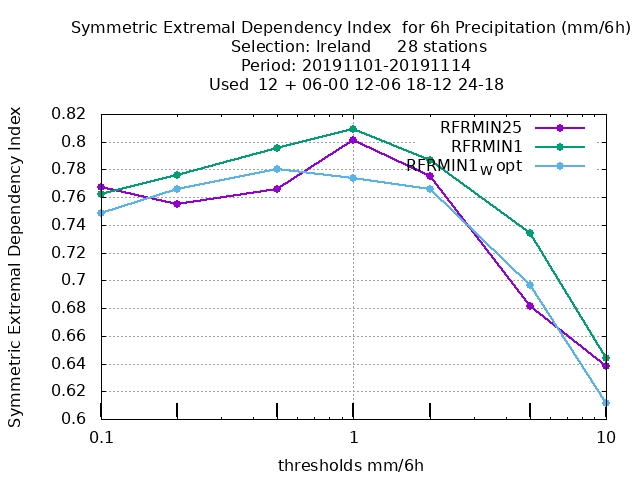 Symmetric Extremal Dependency Index  for 6h Precipitation (mm/6h)
Selection: Ireland     28 stations
Period: 20191101-20191114
Used  12 + 06-00 12-06 18-12 24-18
Symmetric Extremal Dependency Index
0.82
0.8
0.78
0.76
0.74
0.72
0.7
0.68
0.66
0.64
0.62
0.6
RFRMIN25
RFRMIN1
RFRMIN1W opt
0.1
1
10
thresholds mm/6h